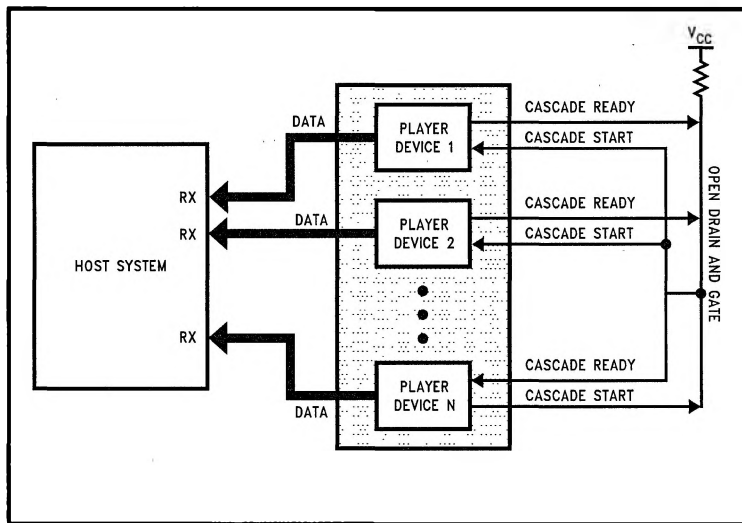 VCC
DATA
PLAYER
DEVICE 1
CASCADE READY
CASCADE START
RX
DATA
PLAYER
DEVICE 2
CASCADE READY
CASCADE START
RX
HOST SYSTEM
OPEN DRAIN AND GATE
RX
DATA
PLAYER
DEVICE N
CASCADE READY
CASCADE START